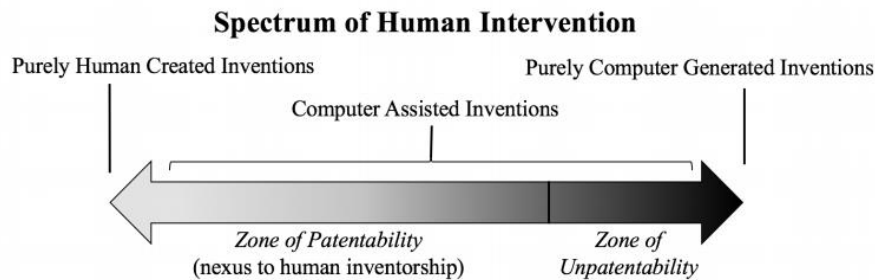 Spectrum of Human Intervention
Purely Human Created Inventions
Purely Computer Generated Inventions
Computer Assisted Inventions
Zone of Patentability
(nexus to human inventorship)
Zone of
Unpatentability